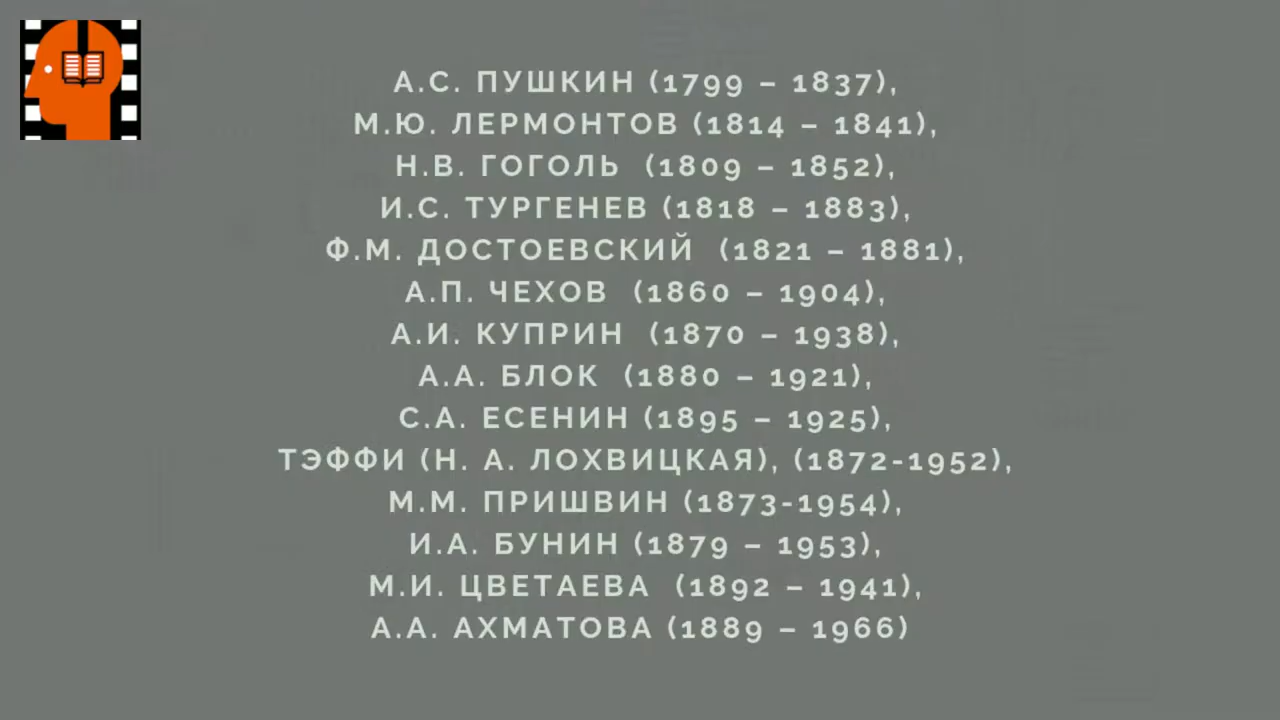 А.С. ПУШКИН (1799 – 1837),
М.Ю. ЛЕРМОНТОВ (1814 – 1841),
Н.В. ГОГОЛЬ (1809 – 1852),
И.С. ТУРГЕНЕВ (1818 – 1883),
Ф.М. ДОСТОЕВСКИЙ (1821 – 1881),
А.П. ЧЕХОВ (1860 – 1904),
А.И. КУПРИН (1870 – 1938),
А.А. БЛОК (1880 – 1921),
С.А. ЕСЕНИН (1895 – 1925),
ТЭФФИ (Н. А. ЛОХВИЦКАЯ), (1872-1952),
М.М. ПРИШВИН (1873-1954),
И.А. БУНИН (1879 – 1953),
М.И. ЦВЕТАЕВА (1892 – 1941),
А.А. АХМАТОВА (1889 – 1966)